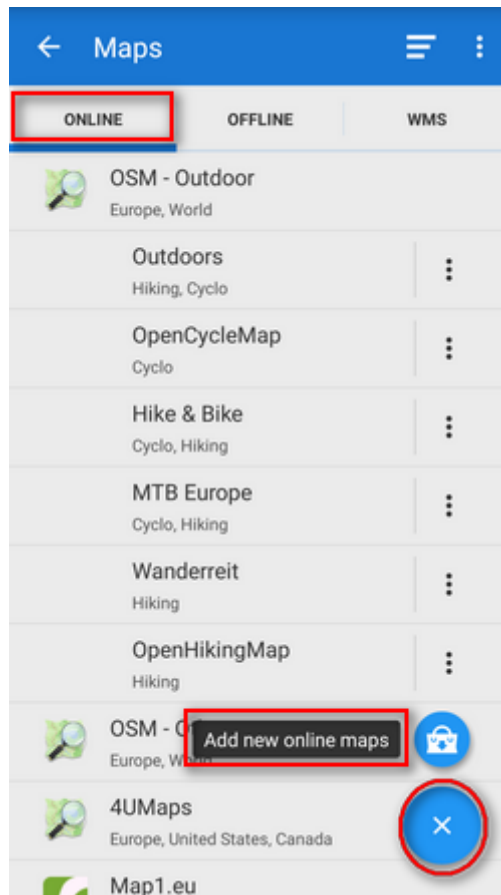 Maps
ONLINE OFFLINE WMS
OSM - Outdoor
Europe, World
Outdoors
Hiking, Cyclo
OpenCycleMap
Cyclo
Hike & Bike
Cyclo, Hiking
MTB Europe
Cyclo, Hiking
Wanderreit
Hiking
OpenHikingMap
Hiking
OSM -
Add new online maps
Europe, World
4UMaps
Europe, United States, Canada
Map1.eu